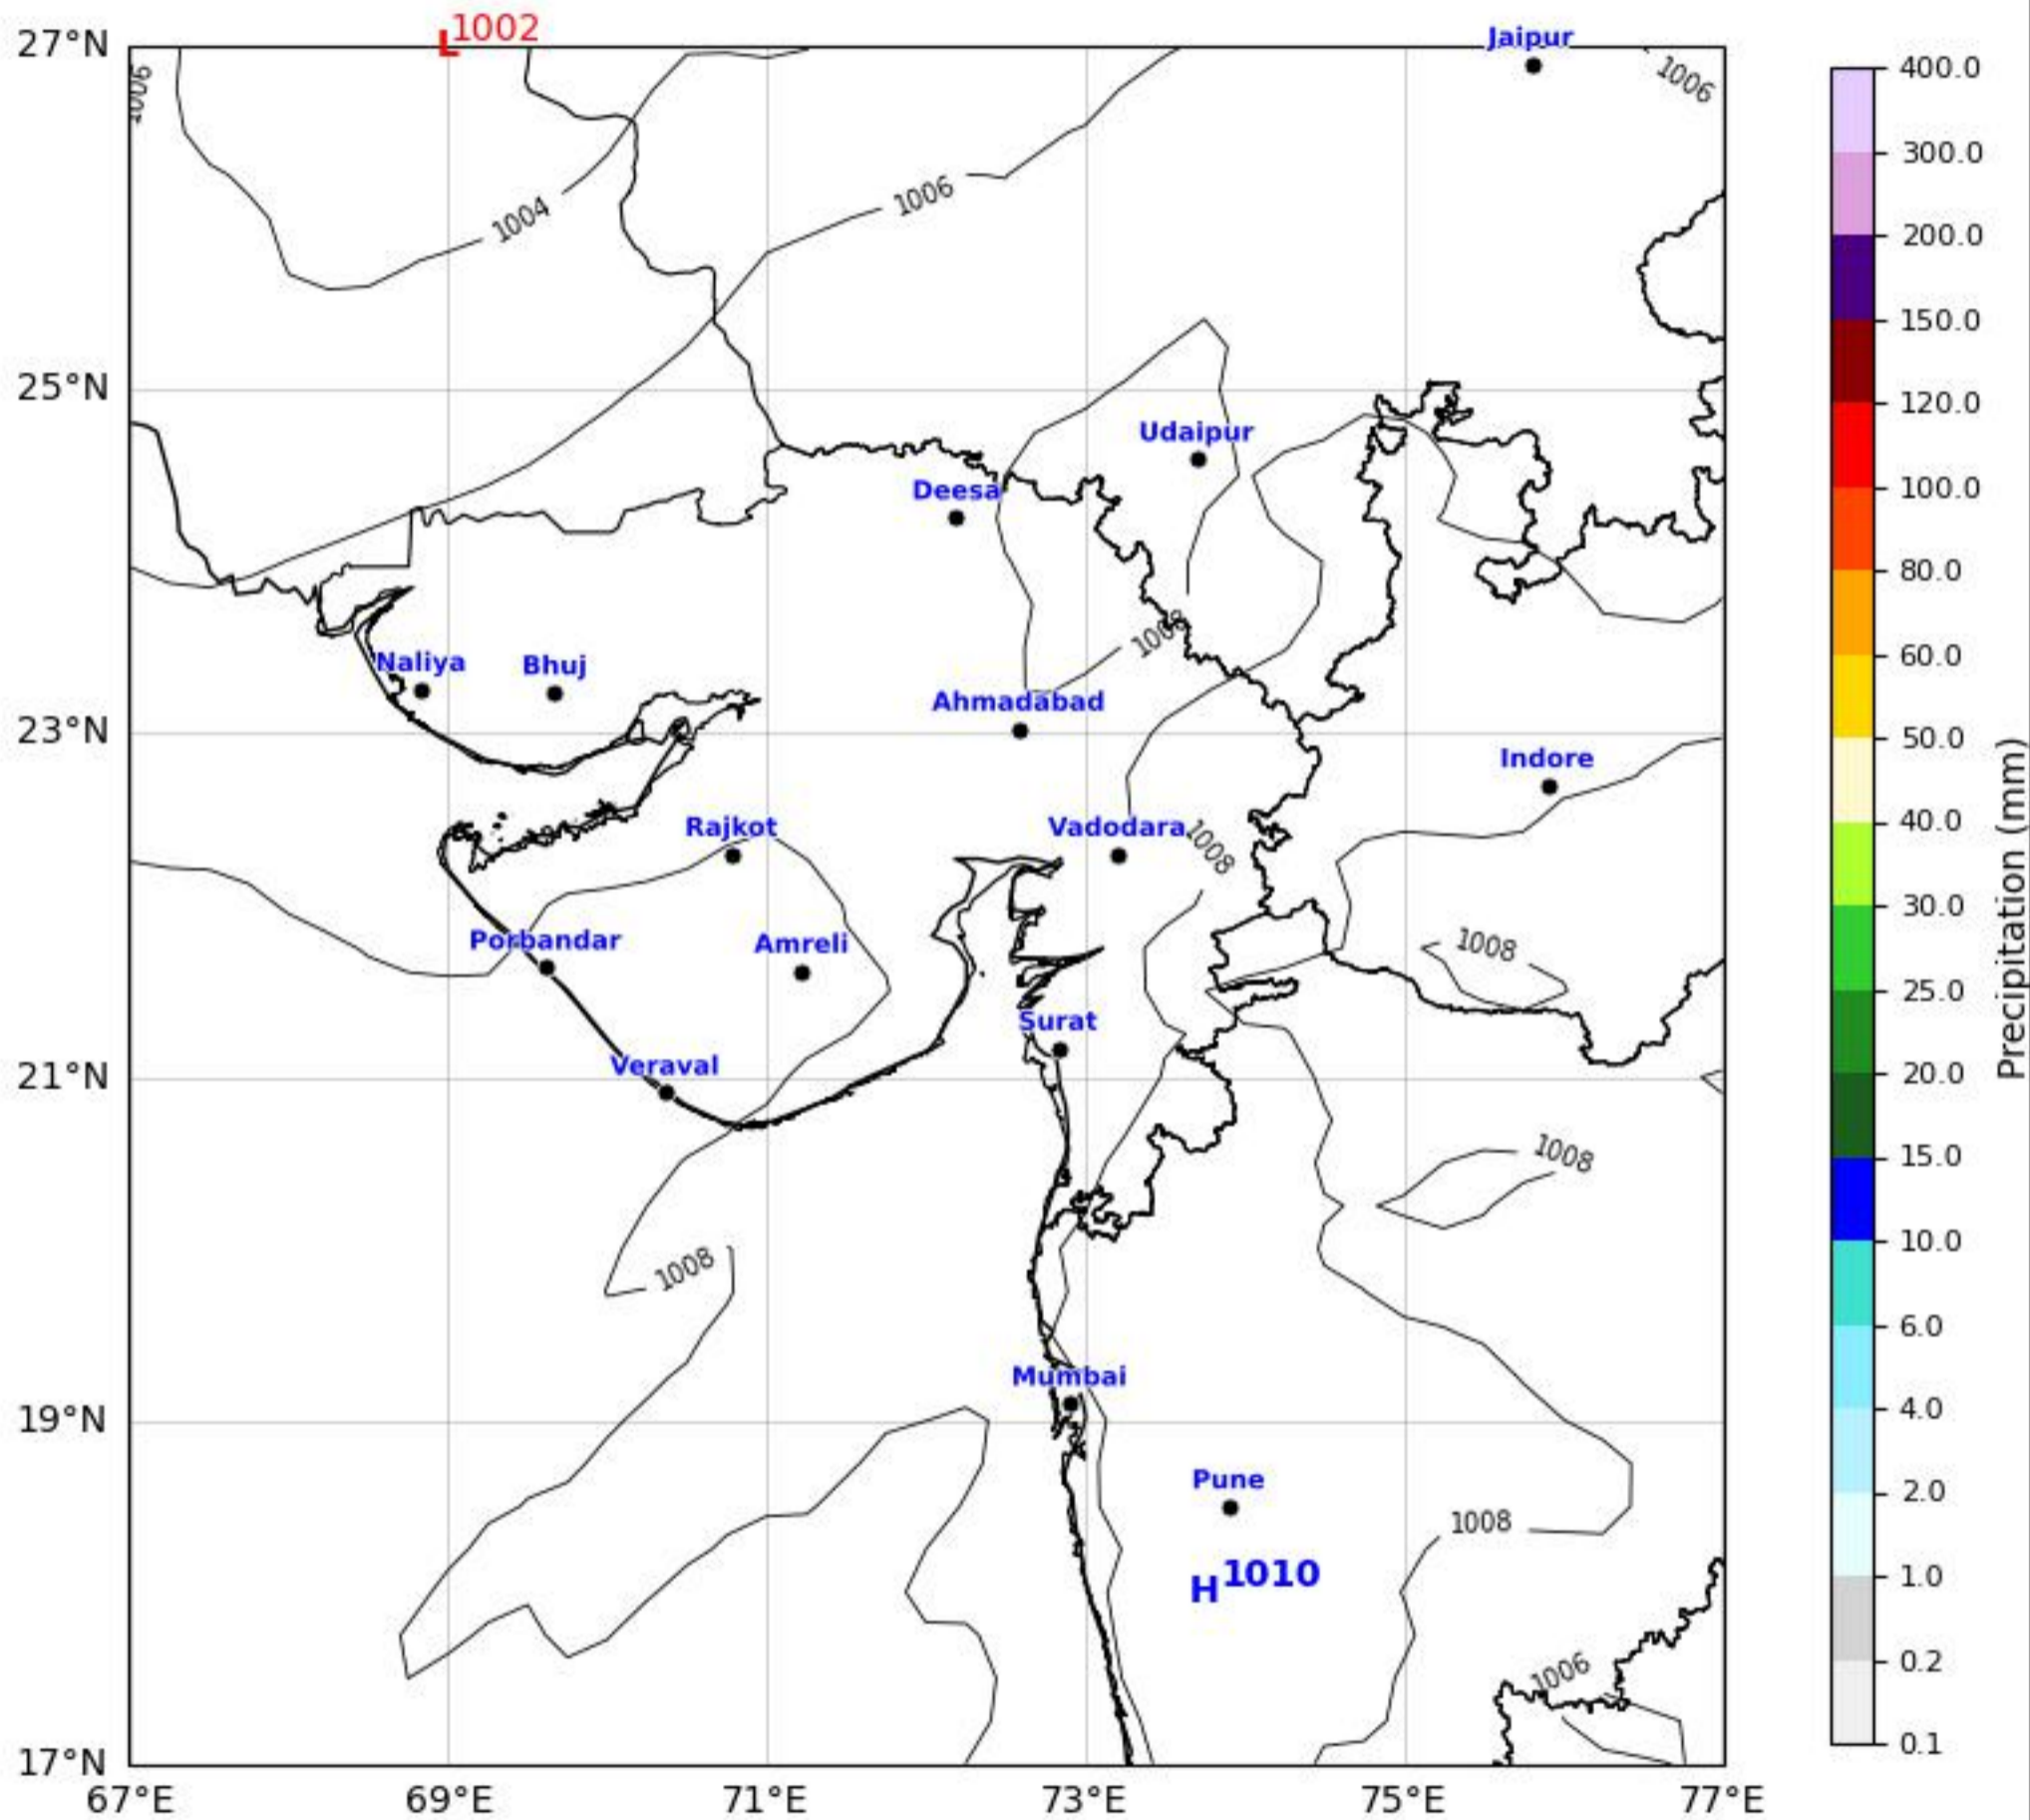 L1002
27°N
Jaipur
1006
1006
1004
1006
25°N
Udaipur
Deesa
1008
Naliya
Bhuj
Ahmadabad
23°N
Indore
Rajkot
Vadodara
1008
Porbandar
Amreli
1008
Surat
Veraval
21°N
1008
1008
Mumbai
19°N
Pune
1008
H1010
1006
17°N
67°E
69°E
71°E
73°E
75°E
77°E
400.0
300.0
200.0
150.0
120.0
100.0
80.0
60.0
50.0
40.0
30.0
25.0
20.0
15.0
10.0
6.0
4.0
2.0
1.0
0.2
0.1
Precipitation (mm)